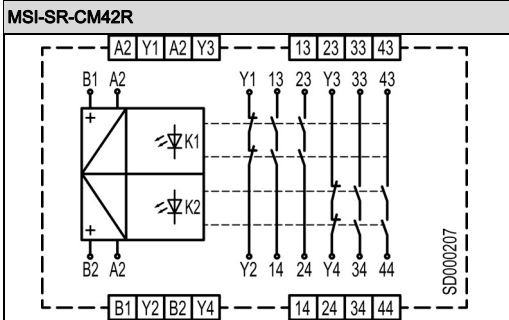 MSI-SR-CM42R
A2 Y1 A2 Y3 13 23 33 43
B1 A2 Y1 13 23 Y3 33 43
+ K1
+ K2
B2 A2 Y2 14 24 Y4 34 44
SD000207
B1 Y2 B2 Y4 14 24 34 44